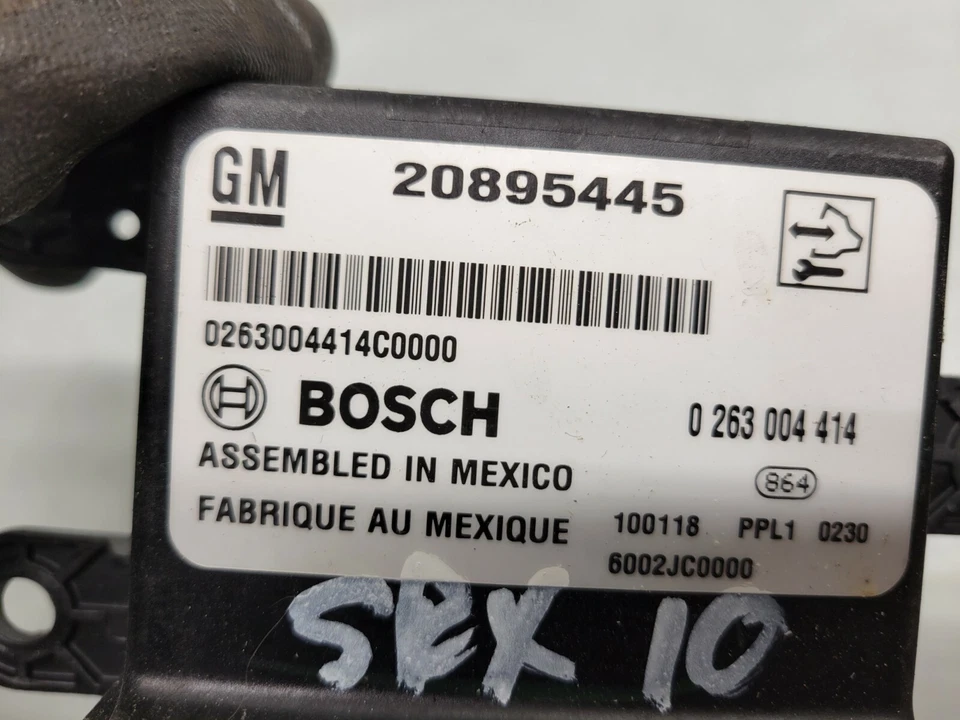 GM 20895445
0263004414C0000
BOSCH 0 263 004 414
ASSEMBLED IN MEXICO 864
FABRIQUE AU MEXIQUE 100118 PPL1 0230
6002JC0000
SRX 10